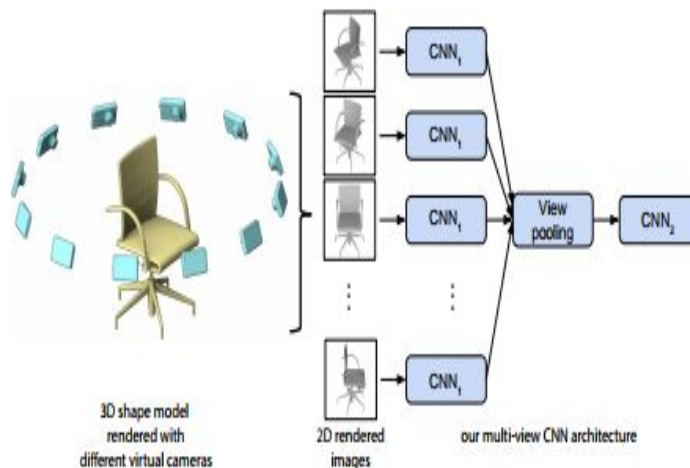 CNN₁
CNN₁
CNN₁
View
pooling
CNN₂
⋮
⋮
CNN₁
3D shape model
rendered with
different virtual cameras
2D rendered
images
our multi-view CNN architecture